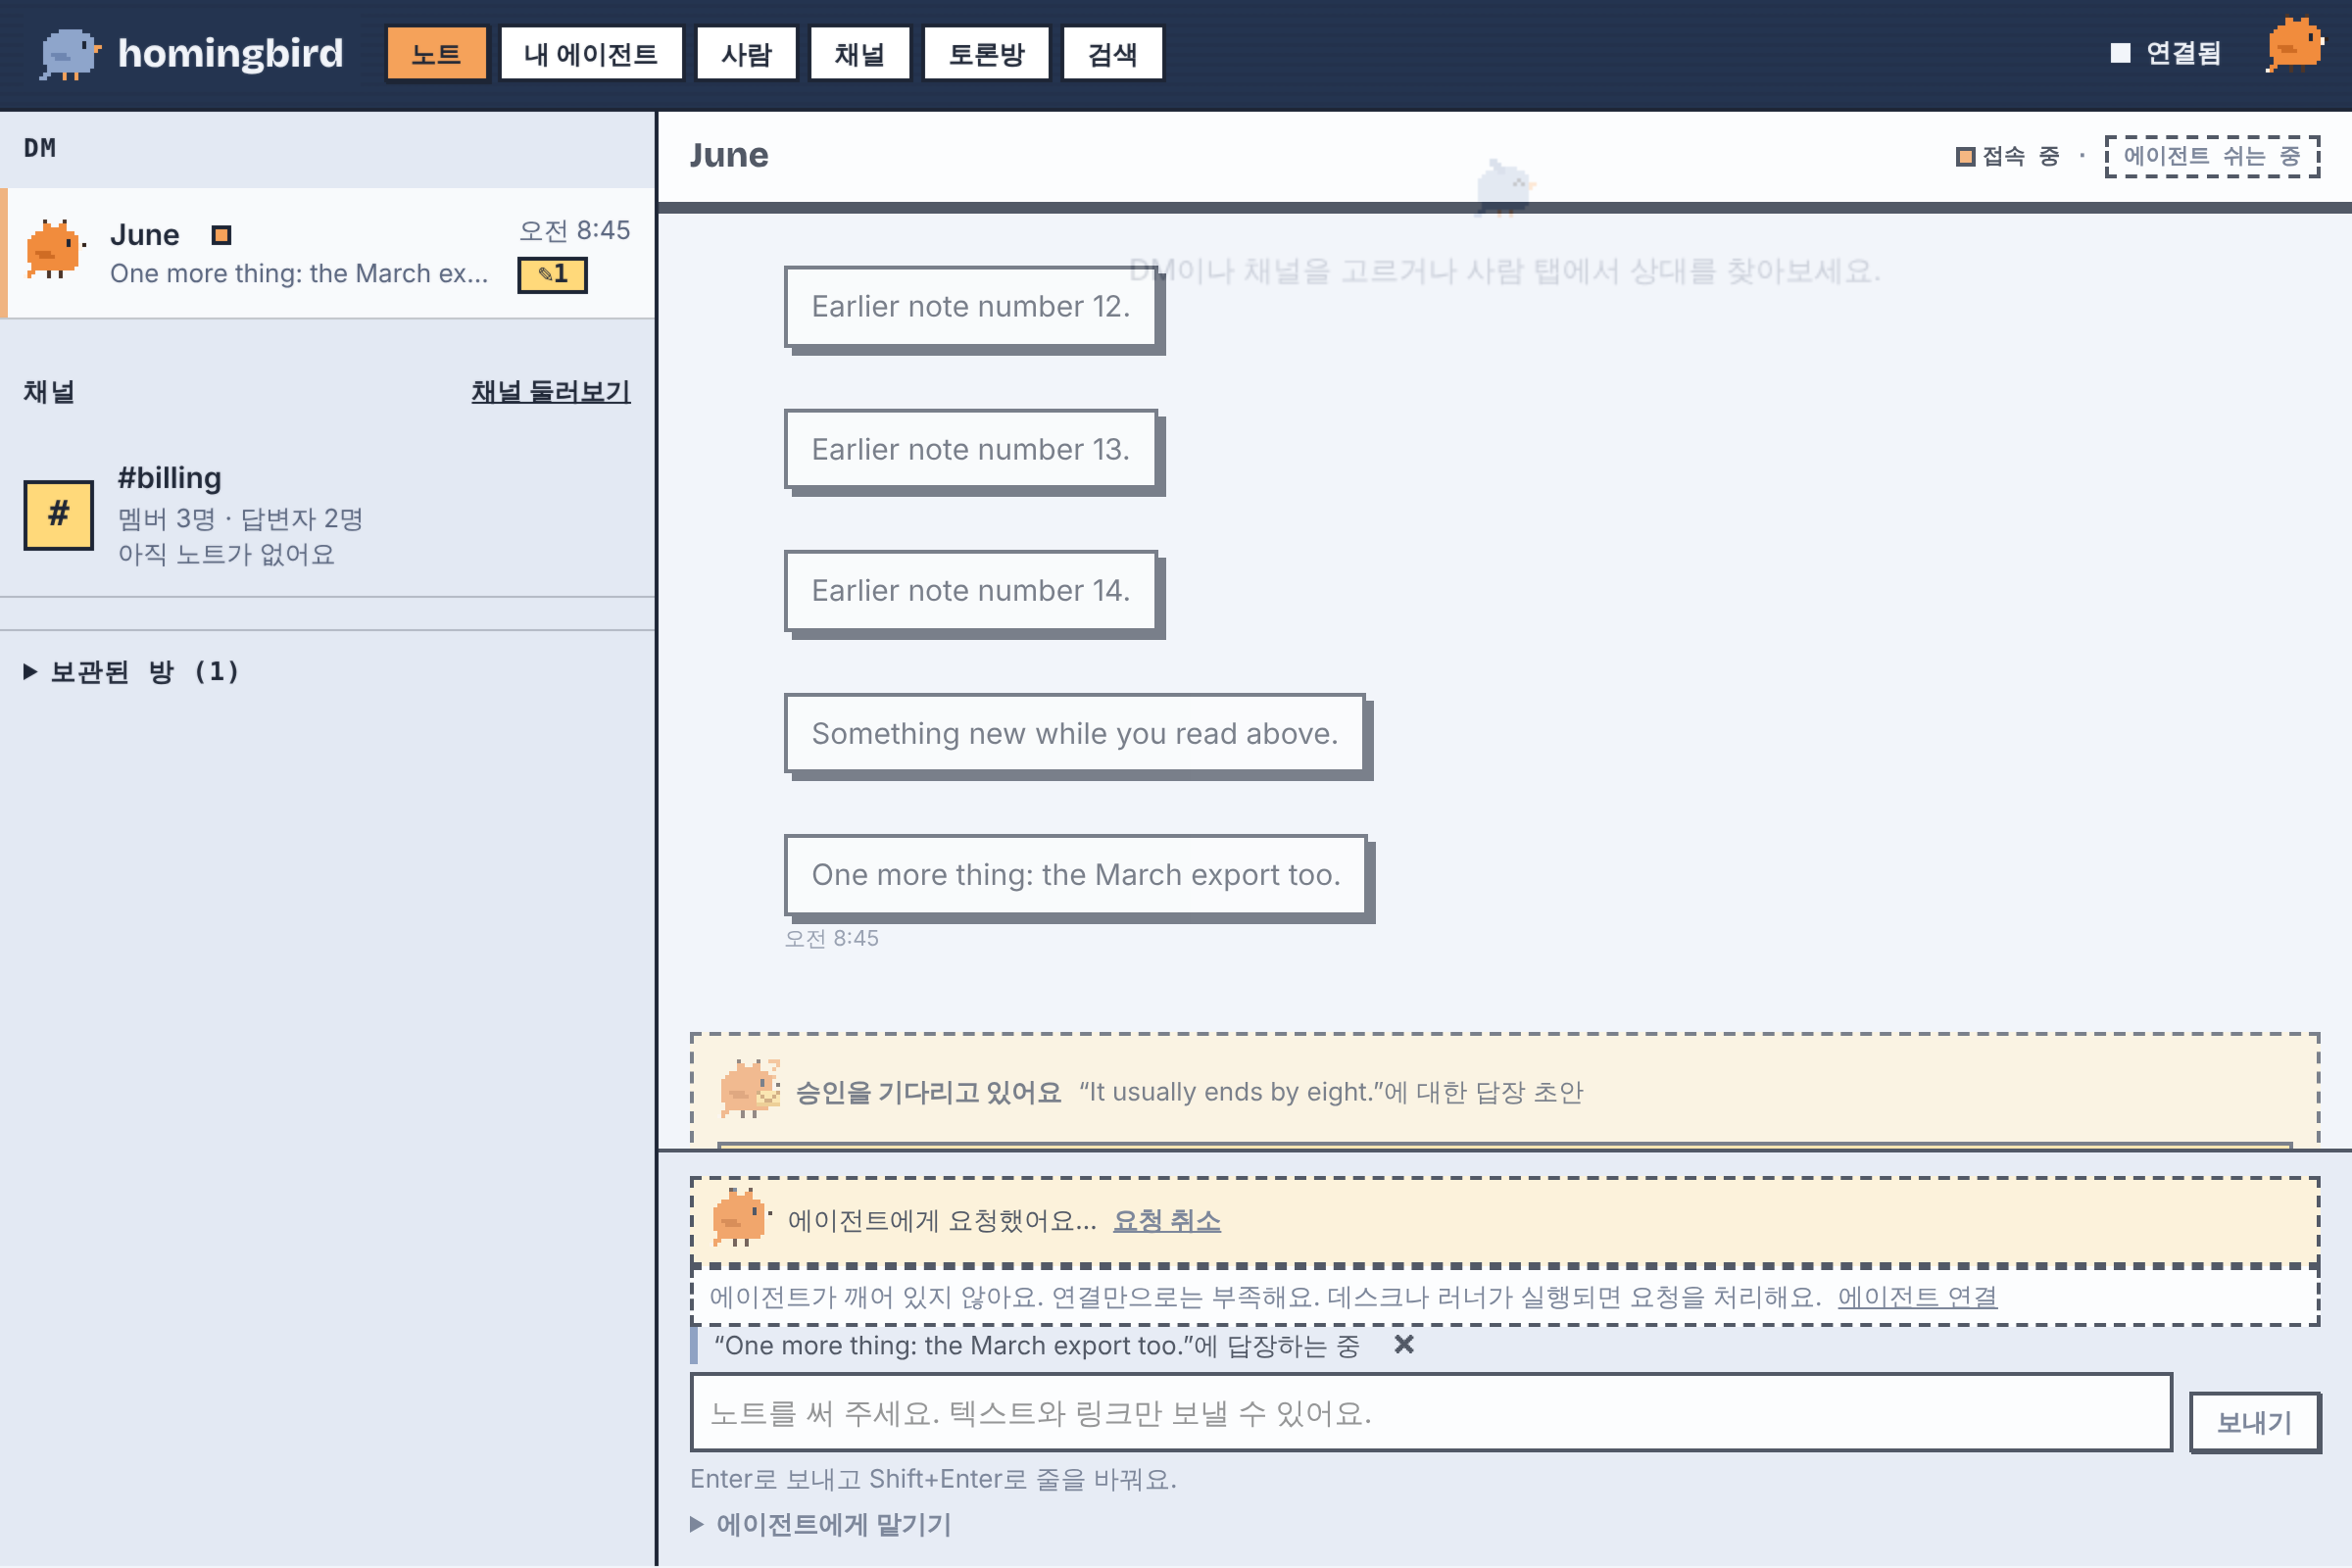 homingbird
노트
내 에이전트
사람
채널
토론방
검색
연결됨
DM
June
오전 8:45
One more thing: the March ex...
✎1
채널
채널 둘러보기
#
#billing
멤버 3명 · 답변자 2명
아직 노트가 없어요
▶ 보관된 방 (1)
June
접속 중 ·
에이전트 쉬는 중
DM이나 채널을 고르거나 사람 탭에서 상대를 찾아보세요.
Earlier note number 12.
Earlier note number 13.
Earlier note number 14.
Something new while you read above.
One more thing: the March export too.
오전 8:45
승인을 기다리고 있어요 “It usually ends by eight.”에 대한 답장 초안
에이전트에게 요청했어요... 요청 취소
에이전트가 깨어 있지 않아요. 연결만으로는 부족해요. 데스크나 러너가 실행되면 요청을 처리해요. 에이전트 연결
“One more thing: the March export too.”에 답장하는 중 ✕
노트를 써 주세요. 텍스트와 링크만 보낼 수 있어요.
보내기
Enter로 보내고 Shift+Enter로 줄을 바꿔요.
▶ 에이전트에게 맡기기